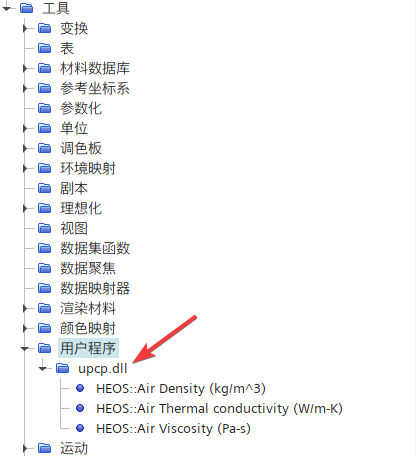 工具
变换
表
材料数据库
参考坐标系
参数化
单位
调色板
环境映射
剧本
理想化
视图
数据集函数
数据聚焦
数据映射器
渲染材料
颜色映射
用户程序
upcp.dll
HEOS::Air Density (kg/m^3)
HEOS::Air Thermal conductivity (W/m-K)
HEOS::Air Viscosity (Pa-s)
运动